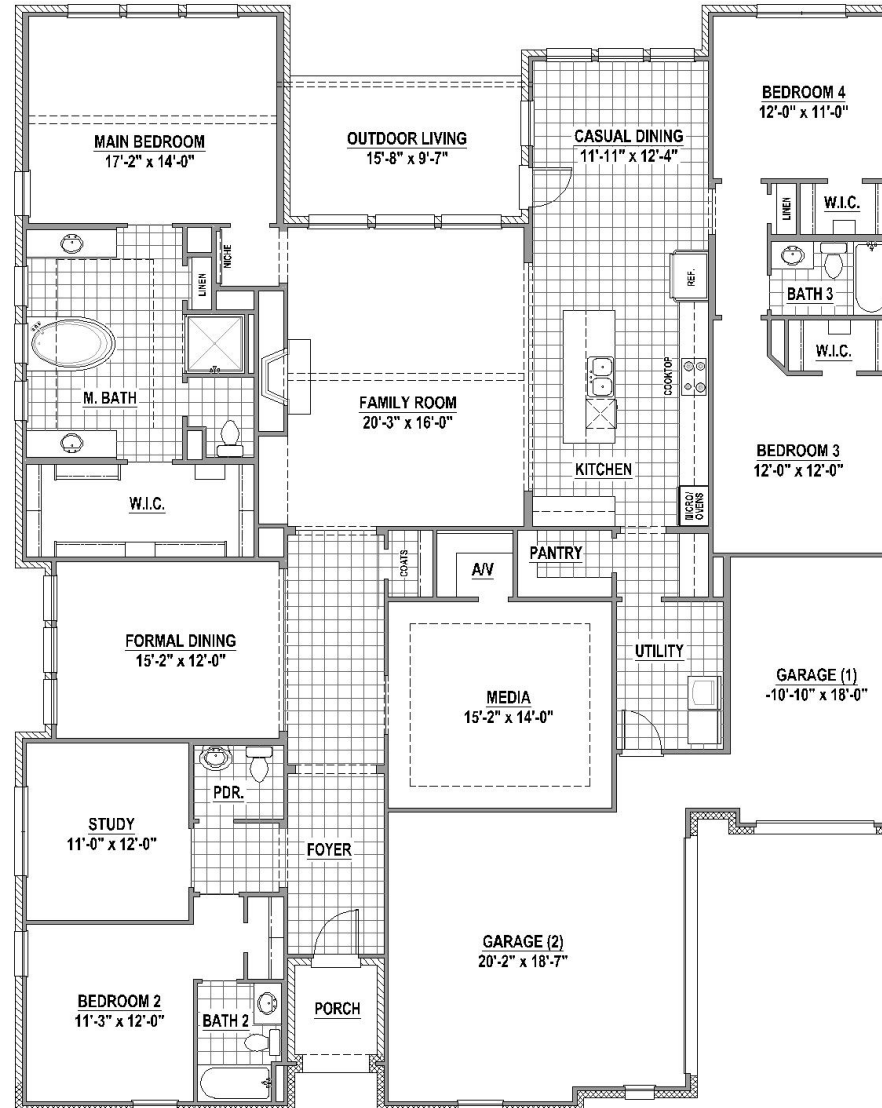 BEDROOM 4
12'-0" x 11'-0"
MAIN BEDROOM
17'-2" x 14'-0"
OUTDOOR LIVING
15'-8" x 9'-7"
CASUAL DINING
11'-11" x 12'-4"
LINEN
W.I.C.
NICHE
LINEN
REF.
BATH 3
W.I.C.
COOKTOP
M. BATH
FAMILY ROOM
20'-3" x 16'-0"
KITCHEN
BEDROOM 3
12'-0" x 12'-0"
W.I.C.
MICRO/
OVENS
COATS
A/V
PANTRY
FORMAL DINING
15'-2" x 12'-0"
UTILITY
MEDIA
15'-2" x 14'-0"
GARAGE (1)
-10'-10" x 18'-0"
PDR.
STUDY
11'-0" x 12'-0"
FOYER
GARAGE (2)
20'-2" x 18'-7"
BEDROOM 2
11'-3" x 12'-0"
BATH 2
PORCH